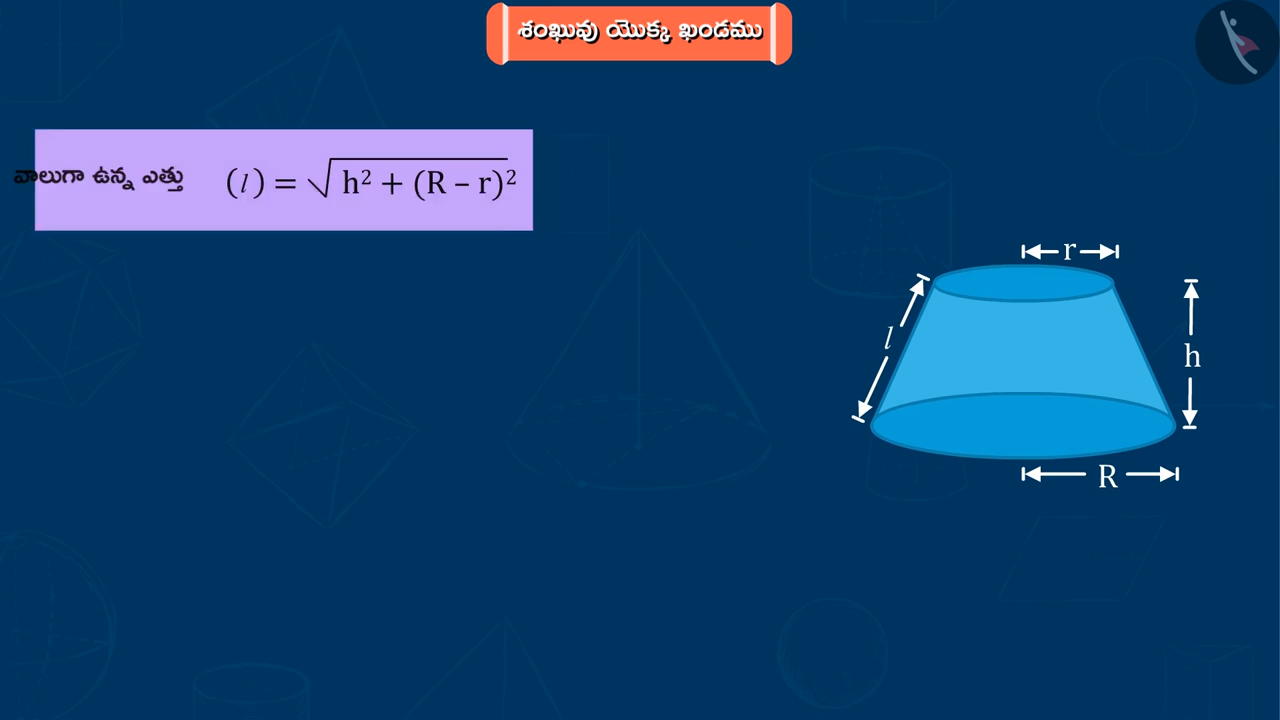 శంఖువు యొక్క ఖండము
వాలుగా ఉన్న ఎత్తు (l) = √h² + (R – r)²
r
l
h
R